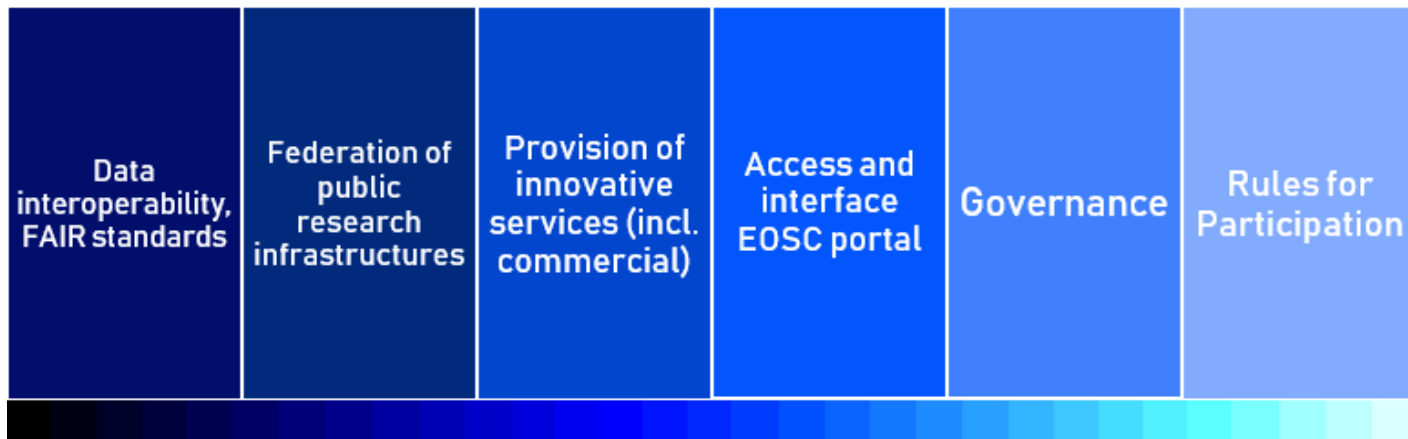 Data
interoperability,
FAIR standards
Federation of
public
research
infrastructures
Provision of
innovative
services (incl.
commercial)
Access and
interface
EOSC portal
Governance
Rules for
Participation